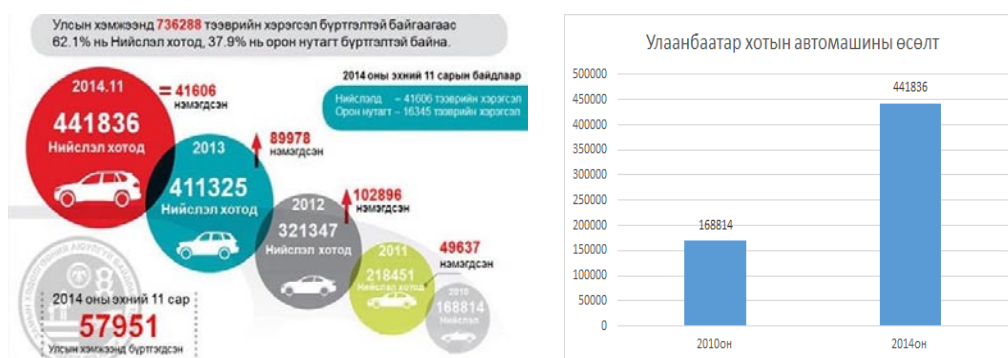 Улсын хэмжээнд 736288 тээврийн хэрэгсэл бүртгэлтэй байгаагаас
62.1% нь Нийслэл хотод, 37.9% нь орон нутагт бүртгэлтэй байна.
2014.11
441836
Нийслэл хотод
= 41606
нэмэгдсэн
2014 оны эхний 11 сарын байдлаар
Нийслэлд – 41606 тээврийн хэрэгсэл
Орон нутагт – 16345 тээврийн хэрэгсэл
2013
411325
Нийслэл хотод
89978
нэмэгдсэн
2012
321347
Нийслэл хотод
102896
нэмэгдсэн
2011
218451
Нийслэл хотод
49637
нэмэгдсэн
2010
168814
Нийслэл
2014 оны эхний 11 сар
57951
Улсын хэмжээнд бүртгэгдсэн
Улаанбаатар хотын автомашины өсөлт
500000
450000
400000
350000
300000
250000
200000
150000
100000
50000
0
168814
441836
2010он
2014он